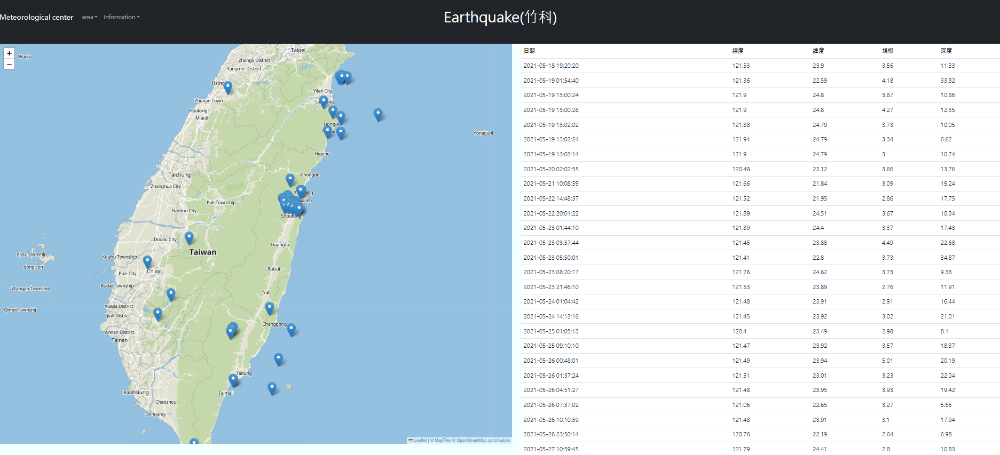 Meteorological center area Information
Earthquake(竹科)
+
−
Wuqiu
Taipei
Zhongli District
Yangmei District
Yilan City
Zhunan Town
Houlong
Miaoli
Yonaguni
Heping
Chongde
Taichung
Zhanghua City
Puli Township
Nantou City
Shoufeng
Douliu City
Taiwan
Guangfu
Xiyu Township
dóng cūn
Kouhu Township
Puzi City
Chiayi
Ruisui
Budai Township
Wangan Township
Yuli
Xuejia District
Qimei Township
Jiali District
Chenggong
Annan District
Tainan
Taitung
Kaohsiung
Taimali
Chaozhou
Dongang
Leaflet | © MapTiler © OpenStreetMap contributors
日期 經度 緯度 規模 深度
2021-05-18 19:20:20 121.53 23.9 3.56 11.33
2021-05-19 01:54:40 121.36 22.59 4.18 33.82
2021-05-19 13:00:24 121.9 24.8 3.87 10.86
2021-05-19 13:00:28 121.9 24.8 4.27 12.35
2021-05-19 13:02:02 121.88 24.79 3.73 10.05
2021-05-19 13:02:24 121.94 24.79 3.34 6.62
2021-05-19 13:03:14 121.9 24.79 3 10.74
2021-05-20 02:02:55 120.48 23.12 3.66 13.76
2021-05-21 10:08:59 121.66 21.84 3.09 19.24
2021-05-22 14:48:37 121.52 21.95 2.86 17.75
2021-05-22 20:01:22 121.89 24.51 3.67 10.34
2021-05-23 01:44:10 121.89 24.4 3.37 17.43
2021-05-23 03:57:44 121.46 23.88 4.49 22.68
2021-05-23 05:50:01 121.41 22.8 3.73 34.87
2021-05-23 08:20:17 121.76 24.62 3.73 9.38
2021-05-23 21:46:10 121.53 23.89 2.76 11.91
2021-05-24 01:04:42 121.48 23.91 2.91 16.44
2021-05-24 14:13:16 121.45 23.92 3.02 21.01
2021-05-25 01:05:13 120.4 23.49 2.98 8.1
2021-05-25 09:10:10 121.47 23.92 3.57 18.37
2021-05-26 00:48:01 121.49 23.94 5.01 20.19
2021-05-26 01:37:24 121.51 23.01 3.23 22.04
2021-05-26 04:51:27 121.48 23.95 3.93 19.42
2021-05-26 07:37:02 121.06 22.65 3.27 5.65
2021-05-26 10:10:59 121.48 23.91 3.1 17.94
2021-05-26 23:50:14 120.76 22.19 2.64 6.98
2021-05-27 10:59:45 121.79 24.41 2.8 10.83